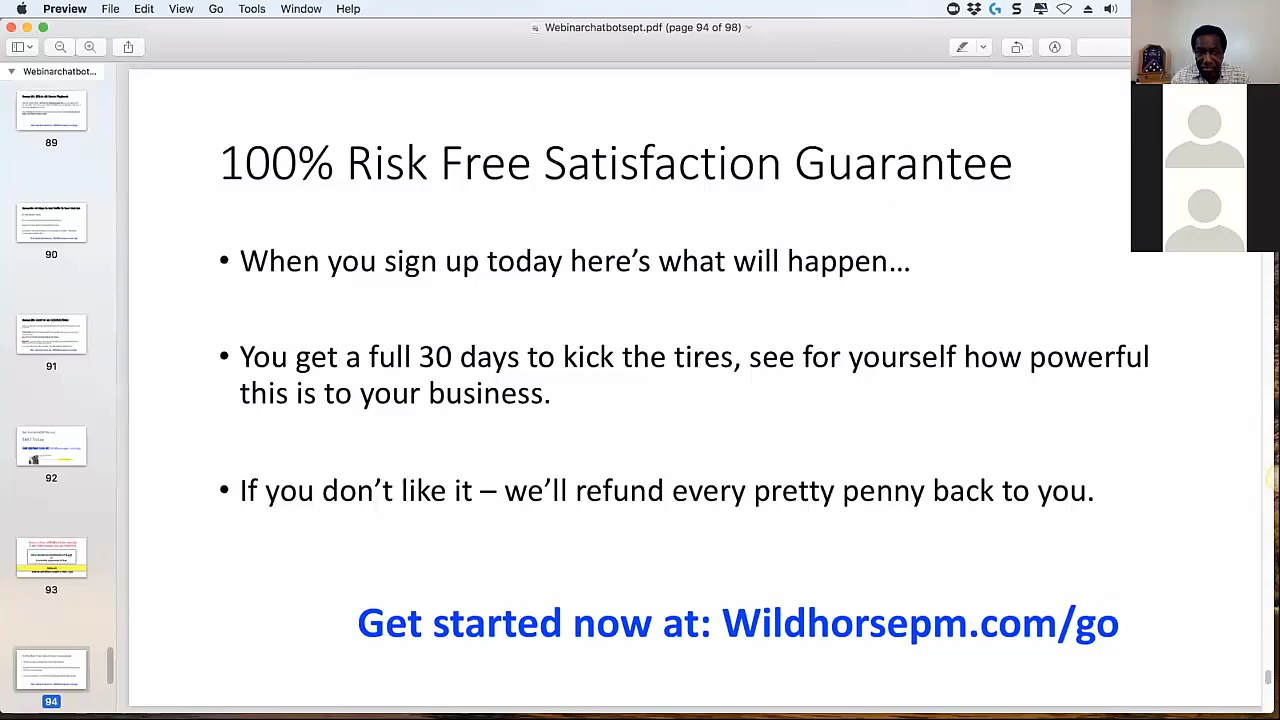 Preview File Edit View Go Tools Window Help
Webinarchatbotsept.pdf (page 94 of 98)
Webinarchatbot...
89
90
91
92
93
94
100% Risk Free Satisfaction Guarantee
• When you sign up today here’s what will happen…
• You get a full 30 days to kick the tires, see for yourself how powerful
this is to your business.
• If you don’t like it – we’ll refund every pretty penny back to you.
Get started now at: Wildhorsepm.com/go